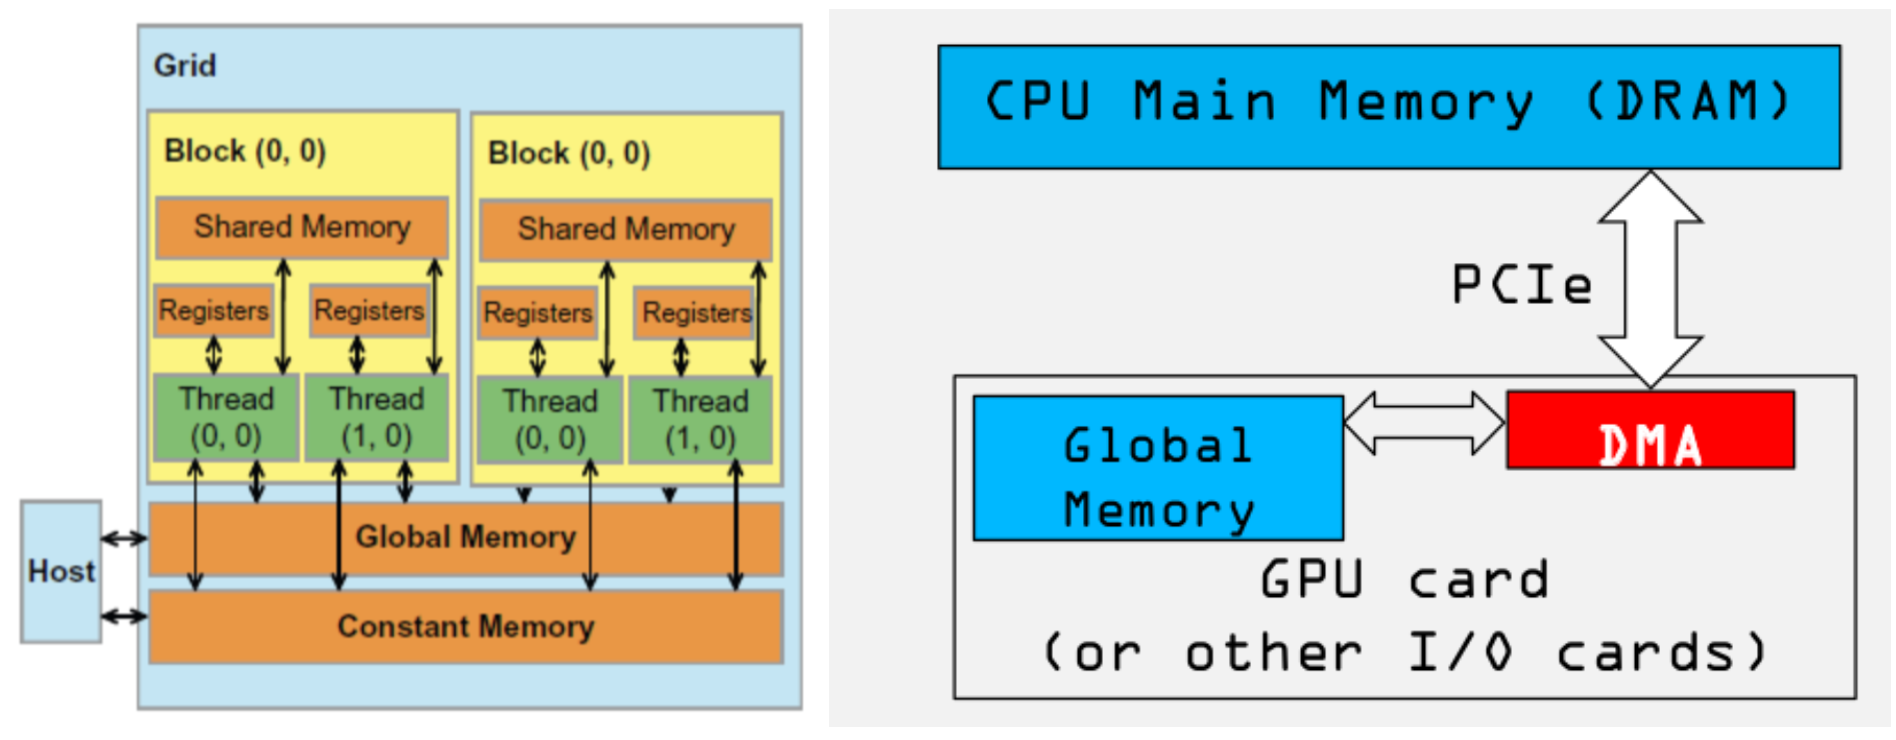 Grid
Block (0, 0)
Shared Memory
Registers
Registers
Thread
(0, 0)
Thread
(1, 0)
Block (0, 0)
Shared Memory
Registers
Registers
Thread
(0, 0)
Thread
(1, 0)
Host
Global Memory
Constant Memory
CPU Main Memory (DRAM)
PCIe
Global
Memory
DMA
GPU card
(or other I/O cards)